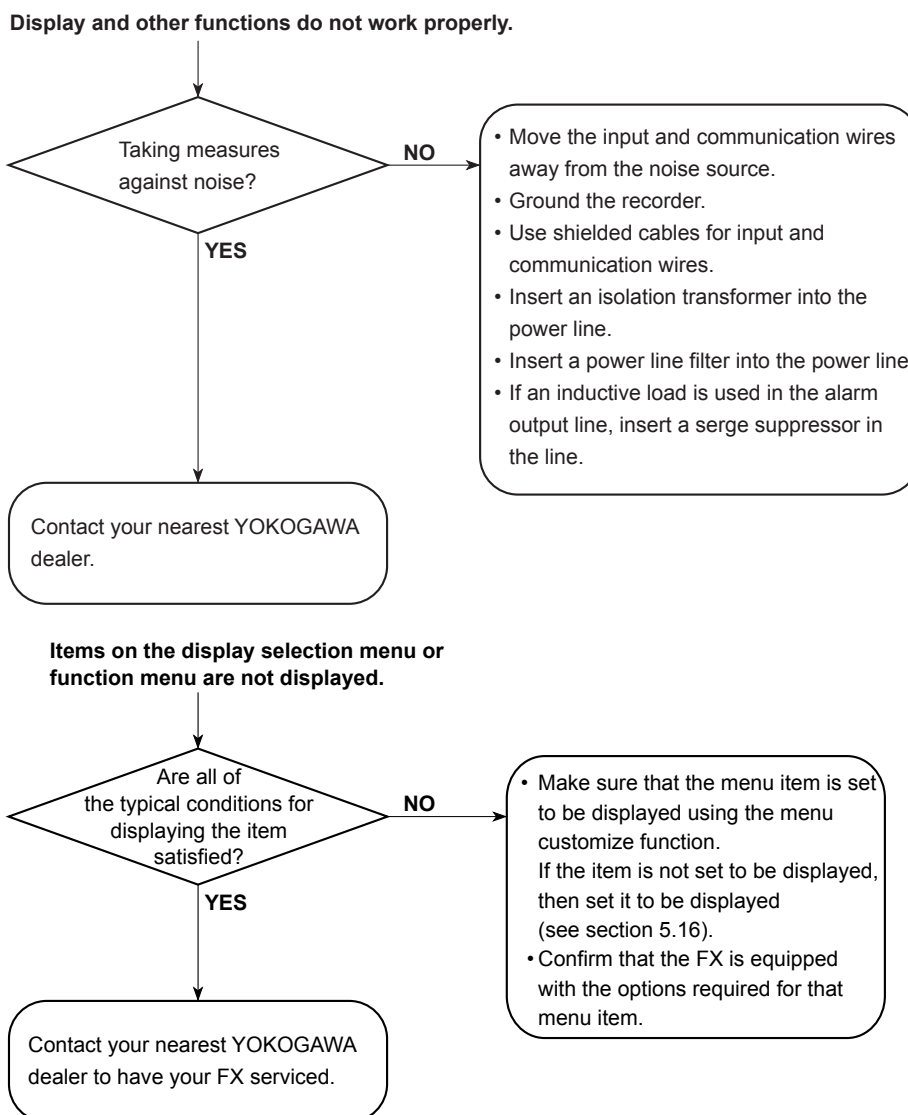 Display and other functions do not work properly.
Taking measures
against noise?
NO
YES
• Move the input and communication wires
away from the noise source.
• Ground the recorder.
• Use shielded cables for input and
communication wires.
• Insert an isolation transformer into the
power line.
• Insert a power line filter into the power line
• If an inductive load is used in the alarm
output line, insert a serge suppressor in
the line.
Contact your nearest YOKOGAWA
dealer.
Items on the display selection menu or
function menu are not displayed.
Are all of
the typical conditions for
displaying the item
satisfied?
NO
YES
• Make sure that the menu item is set
to be displayed using the menu
customize function.
If the item is not set to be displayed,
then set it to be displayed
(see section 5.16).
• Confirm that the FX is equipped
with the options required for that
menu item.
Contact your nearest YOKOGAWA
dealer to have your FX serviced.